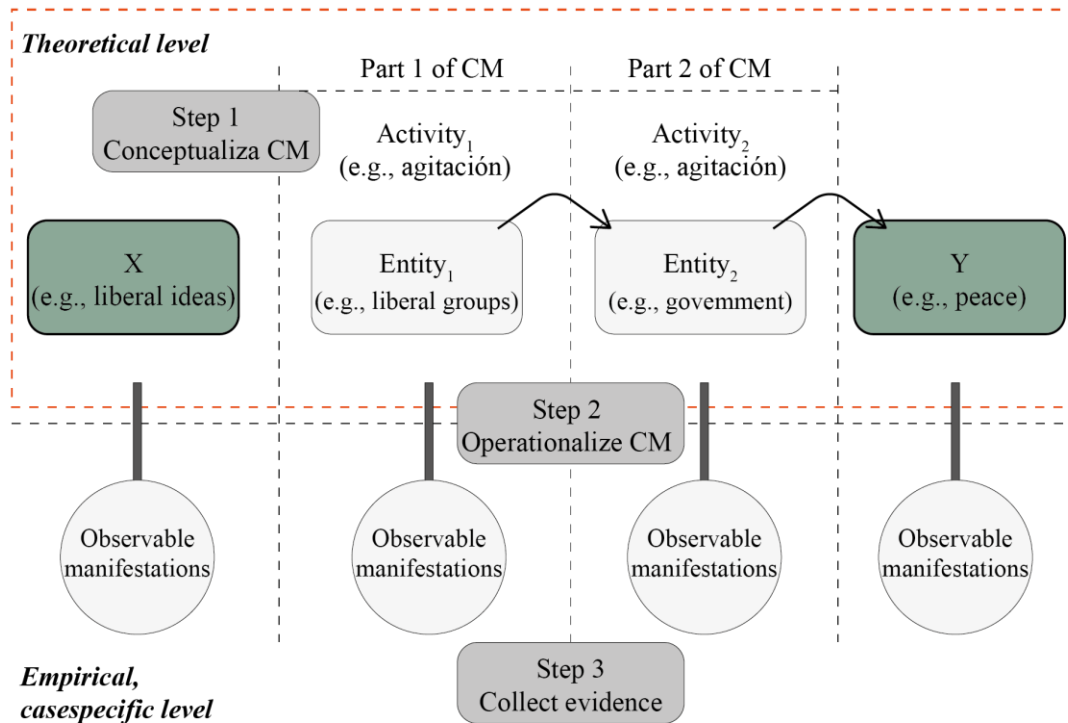 Theoretical level
Part 1 of CM
Part 2 of CM
Step 1
Conceptualiza CM
Activity₁
(e.g., agitación)
Activity₂
(e.g., agitación)
X
(e.g., liberal ideas)
Entity₁
(e.g., liberal groups)
Entity₂
(e.g., govemment)
Y
(e.g., peace)
Step 2
Operationalize CM
Observable
manifestations
Observable
manifestations
Observable
manifestations
Observable
manifestations
Step 3
Collect evidence
Empirical,
casespecific level